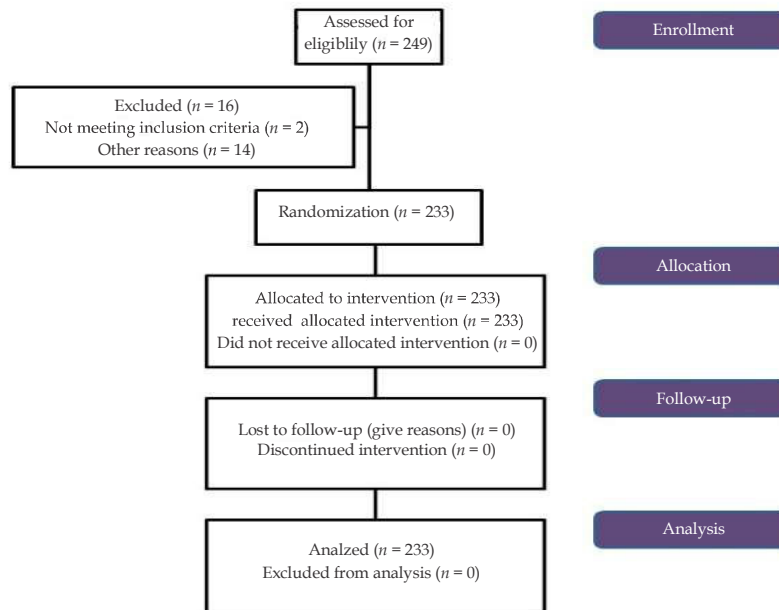 Assessed for
eligiblily (n = 249)
Enrollment
Excluded (n = 16)
Not meeting inclusion criteria (n = 2)
Other reasons (n = 14)
Randomization (n = 233)
Allocation
Allocated to intervention (n = 233)
received allocated intervention (n = 233)
Did not receive allocated intervention (n = 0)
Follow-up
Lost to follow-up (give reasons) (n = 0)
Discontinued intervention (n = 0)
Analysis
Analzed (n = 233)
Excluded from analysis (n = 0)